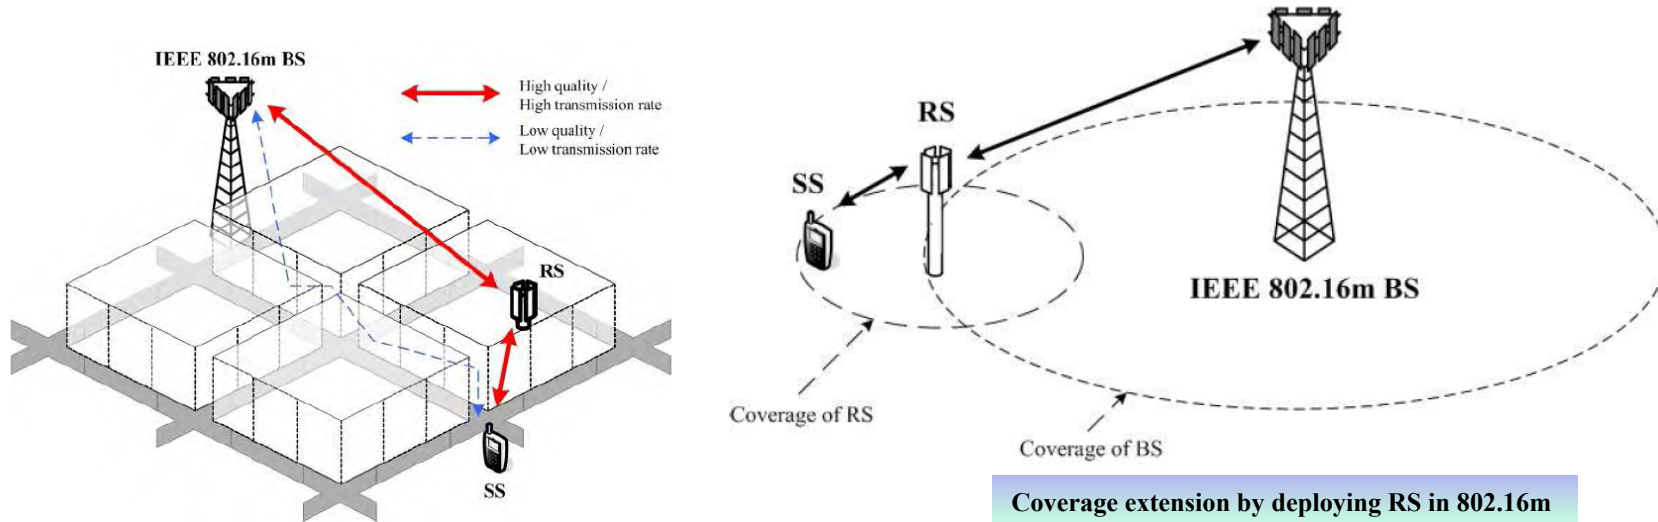 IEEE 802.16m BS
High quality /
High transmission rate
Low quality /
Low transmission rate
RS
SS
RS
SS
IEEE 802.16m BS
Coverage of RS
Coverage of BS
Coverage extension by deploying RS in 802.16m